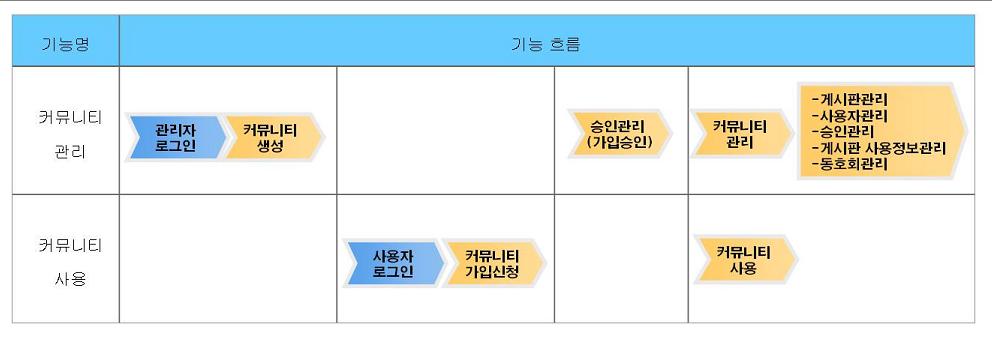 기능명
기능 흐름
커뮤니티
관리
관리자
로그인
커뮤니티
생성
승인관리
(가입승인)
커뮤니티
관리
-게시판관리
-사용자관리
-승인관리
-게시판 사용정보관리
-동호회관리
커뮤니티
사용
사용자
로그인
커뮤니티
가입신청
커뮤니티
사용